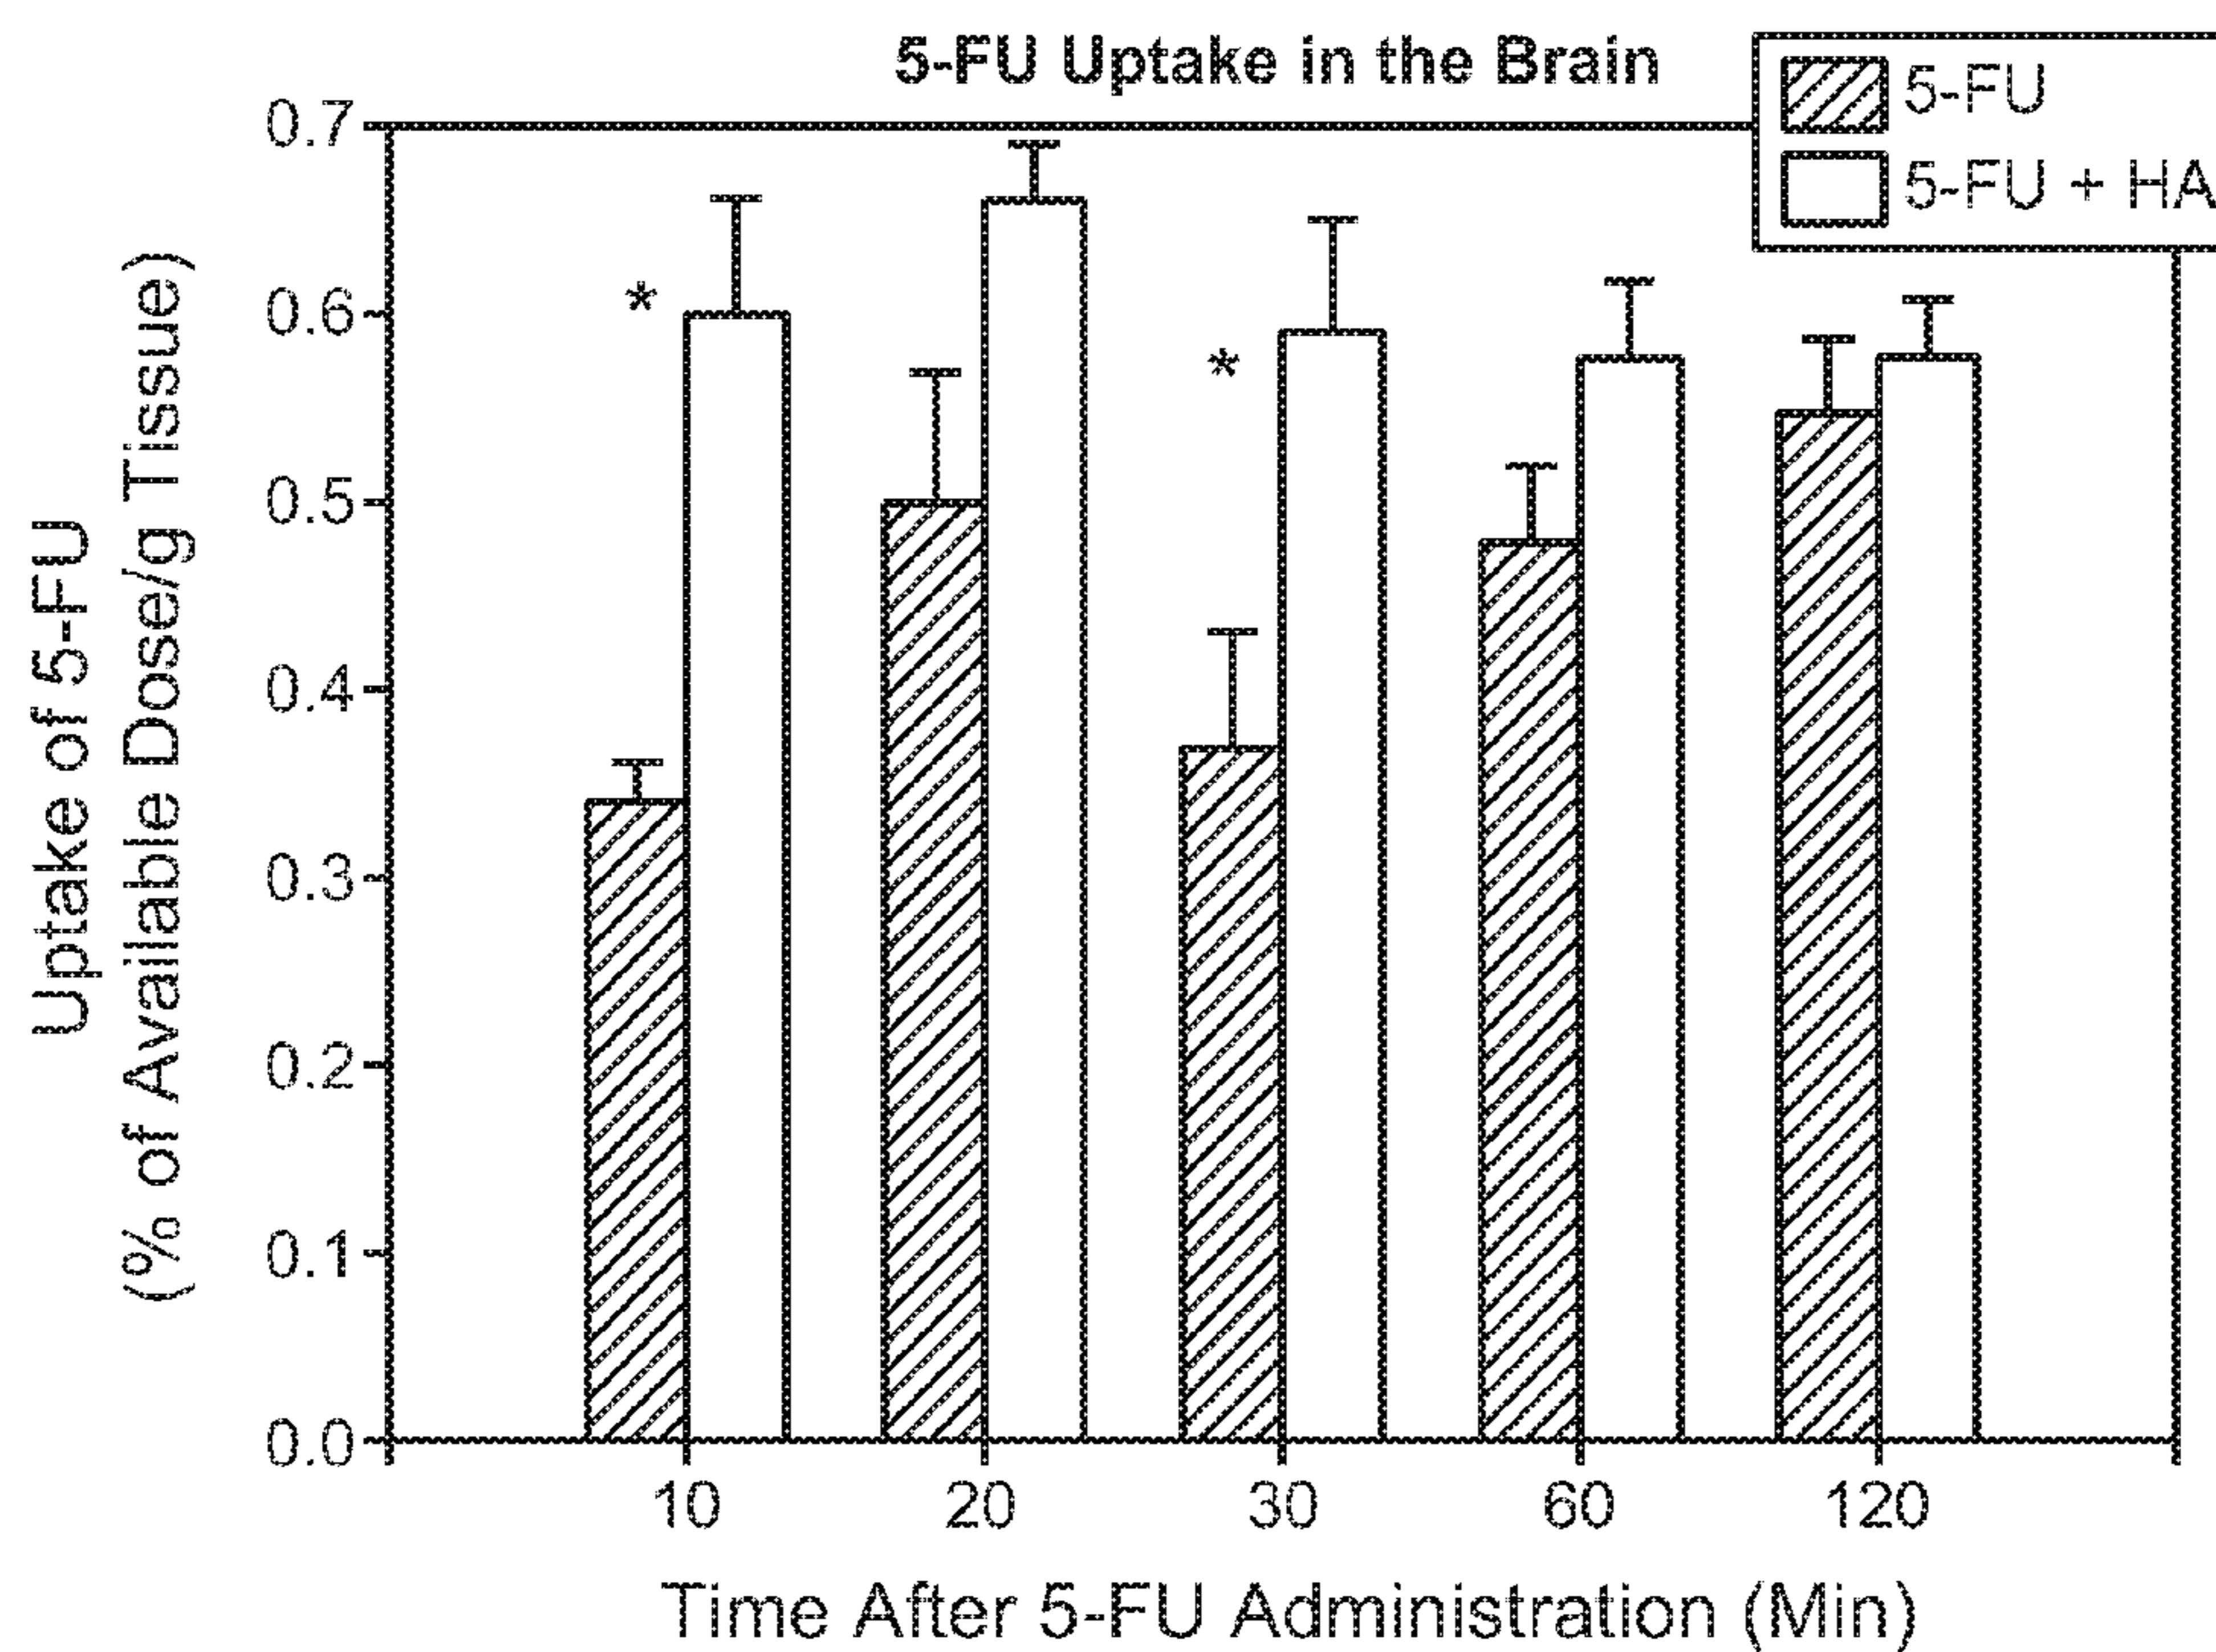 5-FU Uptake in the Brain
5-FU
5-FU + HA
Uptake of 5-FU
(% of Available Dose/g Tissue)
0.7
0.6
0.5
0.4
0.3
0.2
0.1
0.0
*
*
10 20 30 60 120
Time After 5-FU Administration (Min)